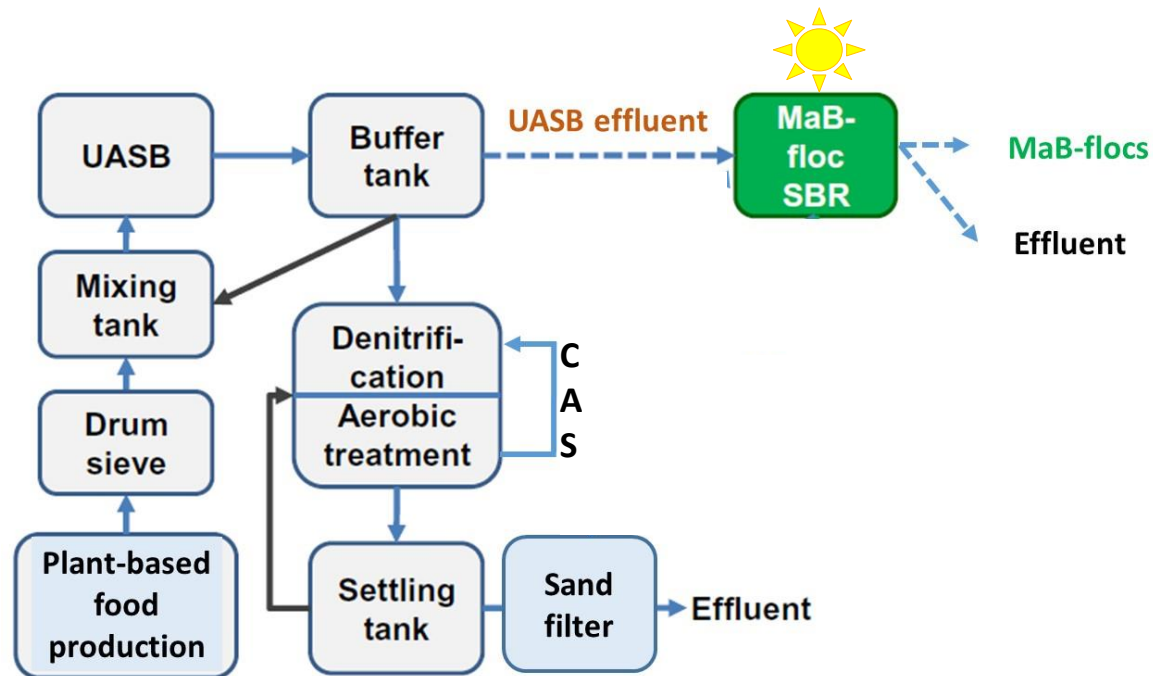 UASB
Buffer
tank
UASB effluent
MaB-
floc
SBR
MaB-flocs
Effluent
Mixing
tank
Denitrifi-
cation
Aerobic
treatment
C
A
S
Drum
sieve
Plant-based
food
production
Settling
tank
Sand
filter
Effluent